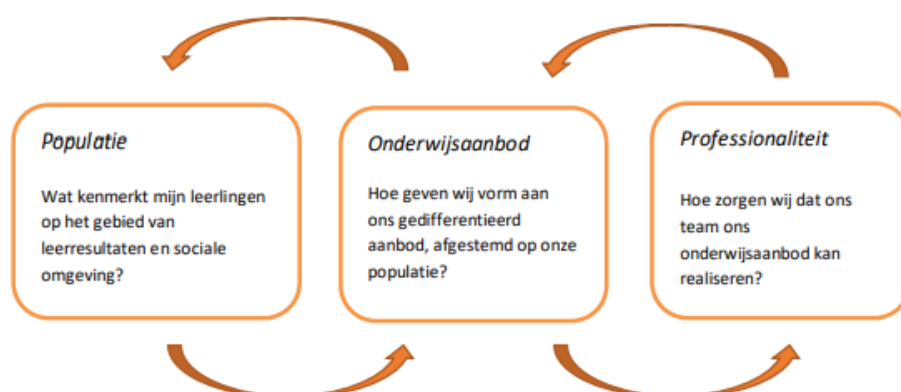 Populatie
Wat kenmerkt mijn leerlingen
op het gebied van
leerresultaten en sociale
omgeving?
Onderwijsaanbod
Hoe geven wij vorm aan
ons gedifferentieerd
aanbod, afgestemd op onze
populatie?
Professionaliteit
Hoe zorgen wij dat ons
team ons
onderwijsaanbod kan
realiseren?